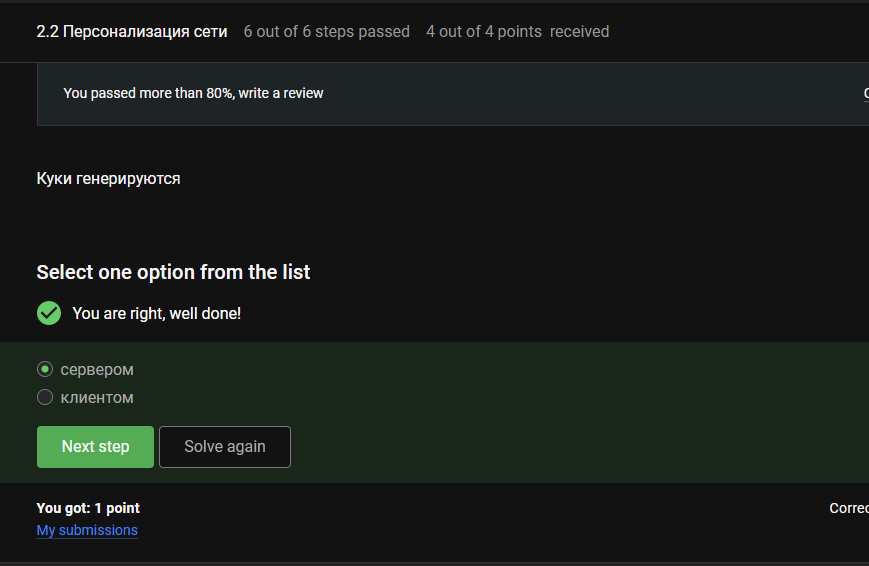 2.2 Персонализация сети 6 out of 6 steps passed 4 out of 4 points received
You passed more than 80%, write a review
Куки генерируются
Select one option from the list
You are right, well done!
сервером
клиентом
Next step Solve again
You got: 1 point
My submissions